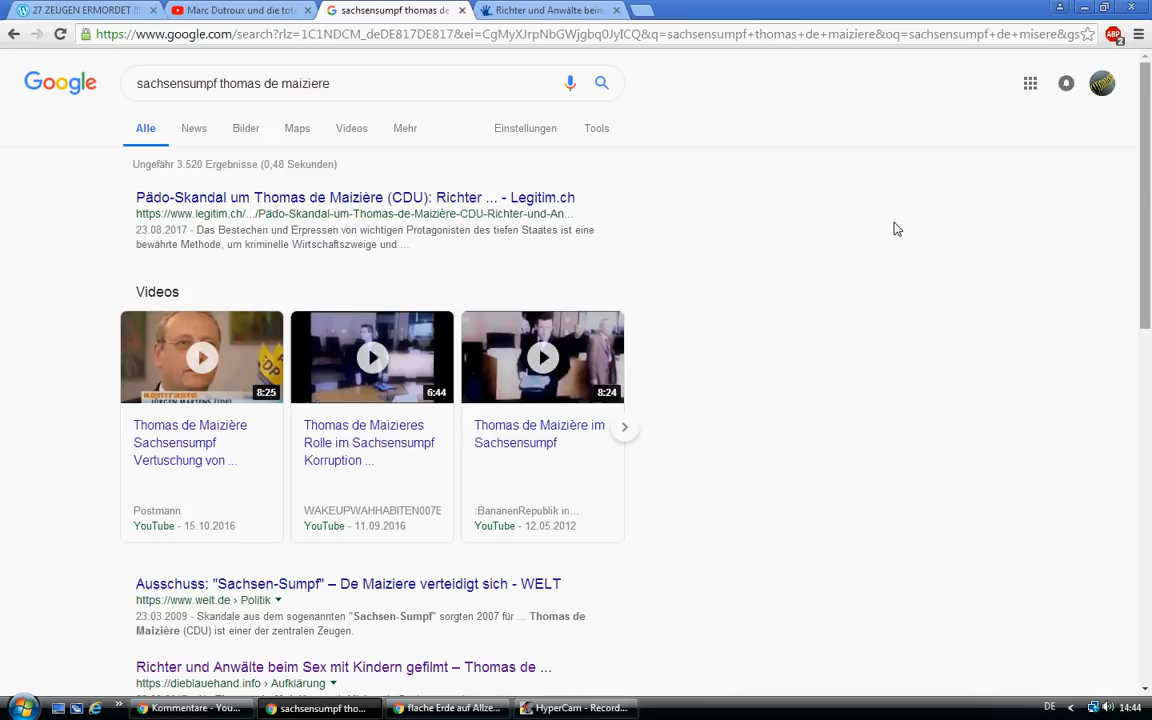 27 ZEUGEN ERMORDET !!!
Marc Dutroux und die tote
sachsensumpf thomas de
Richter und Anwälte beim
https://www.google.com/search?rlz=1C1NDCM_deDE817DE817&ei=CgMyXJrpNbGWjgbq0JyICQ&q=sachsensumpf+thomas+de+maiziere&oq=sachsensumpf+de+misere&gs
ABP
2
Google
sachsensumpf thomas de maiziere
Alle News Bilder Maps Videos Mehr Einstellungen Tools
Ungefähr 3.520 Ergebnisse (0,48 Sekunden)
Pädo-Skandal um Thomas de Maizière (CDU): Richter ... - Legitim.ch
https://www.legitim.ch/.../Pädo-Skandal-um-Thomas-de-Maizière-CDU-Richter-und-An...
23.08.2017 - Das Bestechen und Erpressen von wichtigen Protagonisten des tiefen Staates ist eine
bewährte Methode, um kriminelle Wirtschaftszweige und ...
Videos
kontraste
JÜRGEN MARTENS (FDP)
8:25
6:44
8:24
Thomas de Maizière
Sachsensumpf
Vertuschung von ...
Postmann
YouTube - 15.10.2016
Thomas de Maizieres
Rolle im Sachsensumpf
Korruption ...
WAKEUPWAHHABITEN007E
YouTube - 11.09.2016
Thomas de Maizière im
Sachsensumpf
:BananenRepublik in...
YouTube - 12.05.2012
Ausschuss: "Sachsen-Sumpf" – De Maiziere verteidigt sich - WELT
https://www.welt.de › Politik
23.03.2009 - Skandale aus dem sogenannten "Sachsen-Sumpf" sorgten 2007 für ... Thomas de
Maizière (CDU) ist einer der zentralen Zeugen.
Richter und Anwälte beim Sex mit Kindern gefilmt – Thomas de ...
https://dieblauehand.info › Aufklärung
Kommentare - You...
sachsensumpf tho...
flache Erde auf Allze...
HyperCam - Record...
DE
14:44